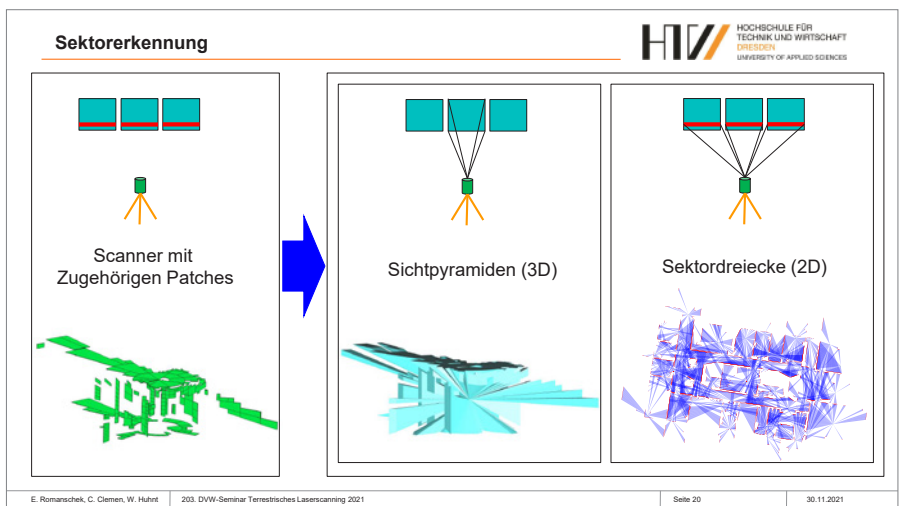 Sektorerkennung
HTW
HOCHSCHULE FÜR
TECHNIK UND WIRTSCHAFT
DRESDEN
UNIVERSITY OF APPLIED SCIENCES
Scanner mit
Zugehörigen Patches
Sichtpyramiden (3D)
Sektordreiecke (2D)
E. Romanschek, C. Clemen, W. Huhnt
203. DVW-Seminar Terrestrisches Laserscanning 2021
Seite 20
30.11.2021